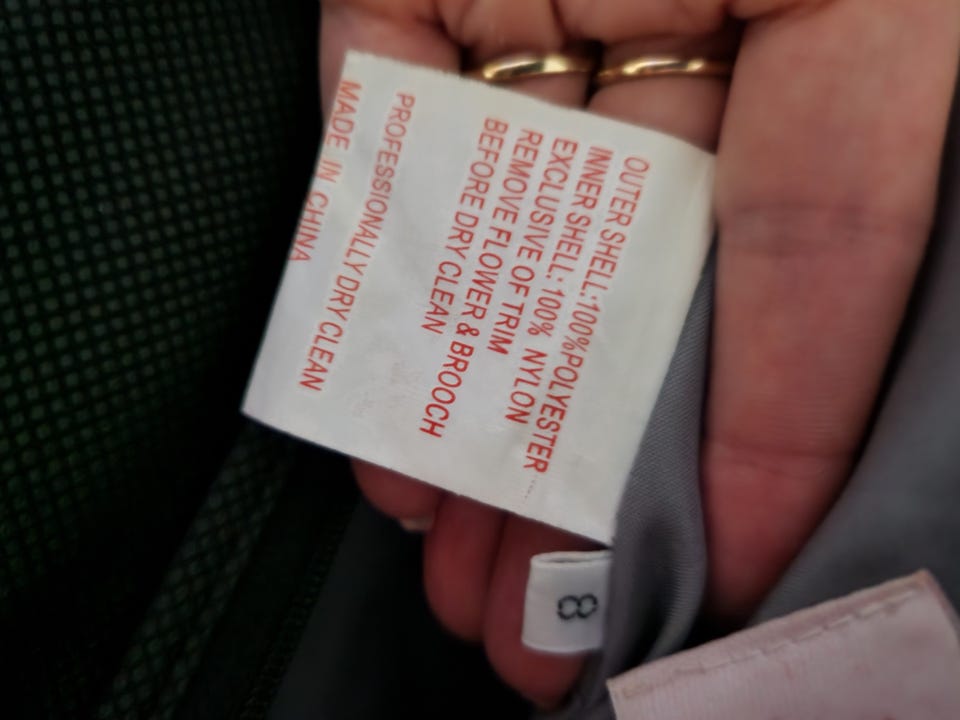 OUTER SHELL:100%POLYESTER
INNER SHELL: 100% NYLON
EXCLUSIVE OF TRIM
REMOVE FLOWER & BROOCH
BEFORE DRY CLEAN
PROFESSIONALLY DRY CLEAN
MADE IN CHINA
8